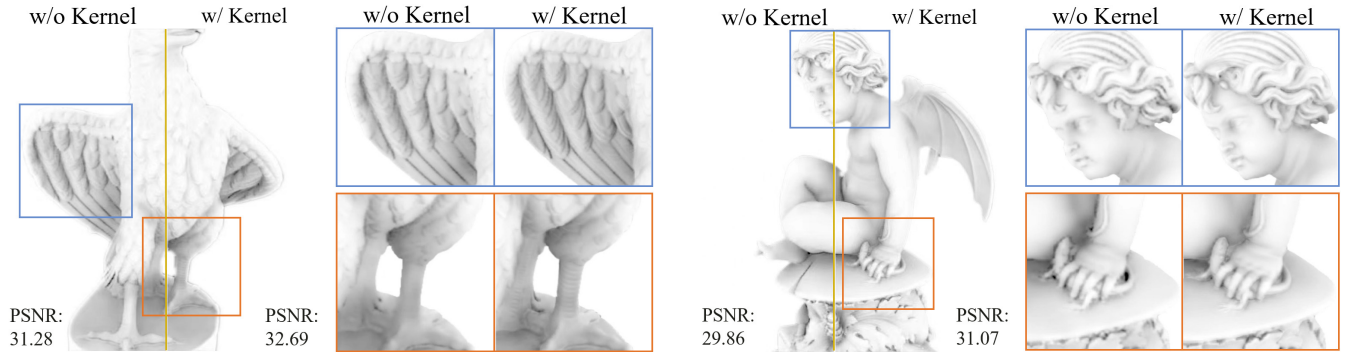 w/o Kernel w/ Kernel w/o Kernel w/ Kernel w/o Kernel w/ Kernel w/o Kernel w/ Kernel
PSNR: PSNR: PSNR: PSNR:
31.28 32.69 29.86 31.07